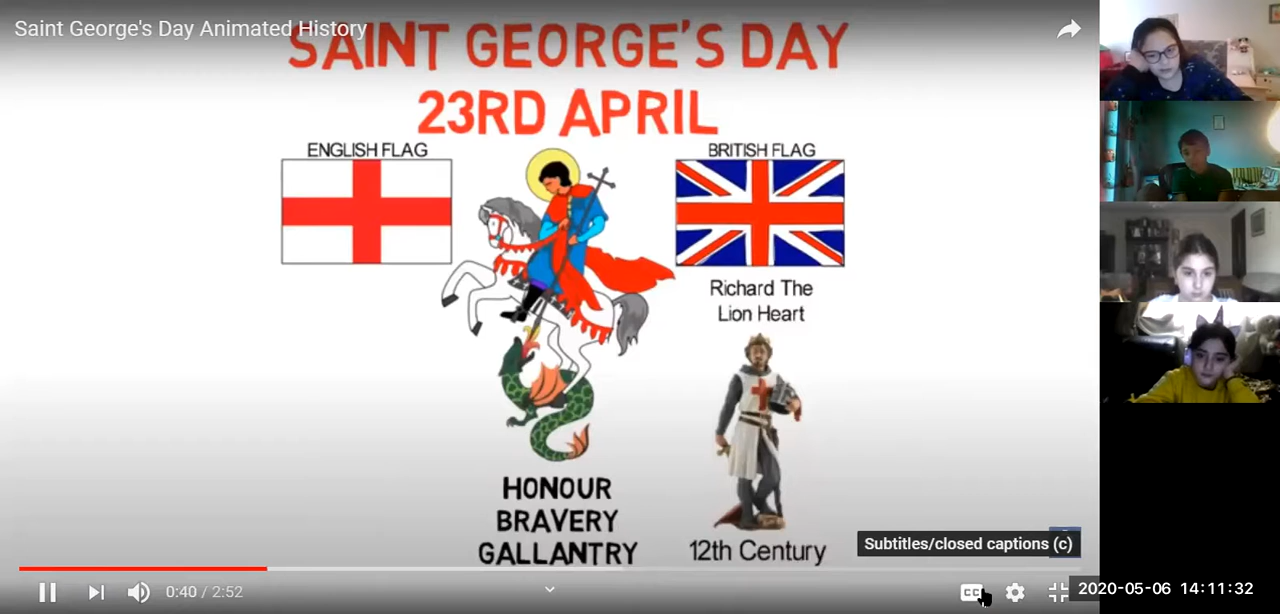 Saint George's Day Animated History
SAINT GEORGE'S DAY
23RD APRIL
ENGLISH FLAG
BRITISH FLAG
Richard The
Lion Heart
HONOUR
BRAVERY
GALLANTRY
12th Century
Subtitles/closed captions (c)
0:40 / 2:52
CC
2020-05-06 14:11:32